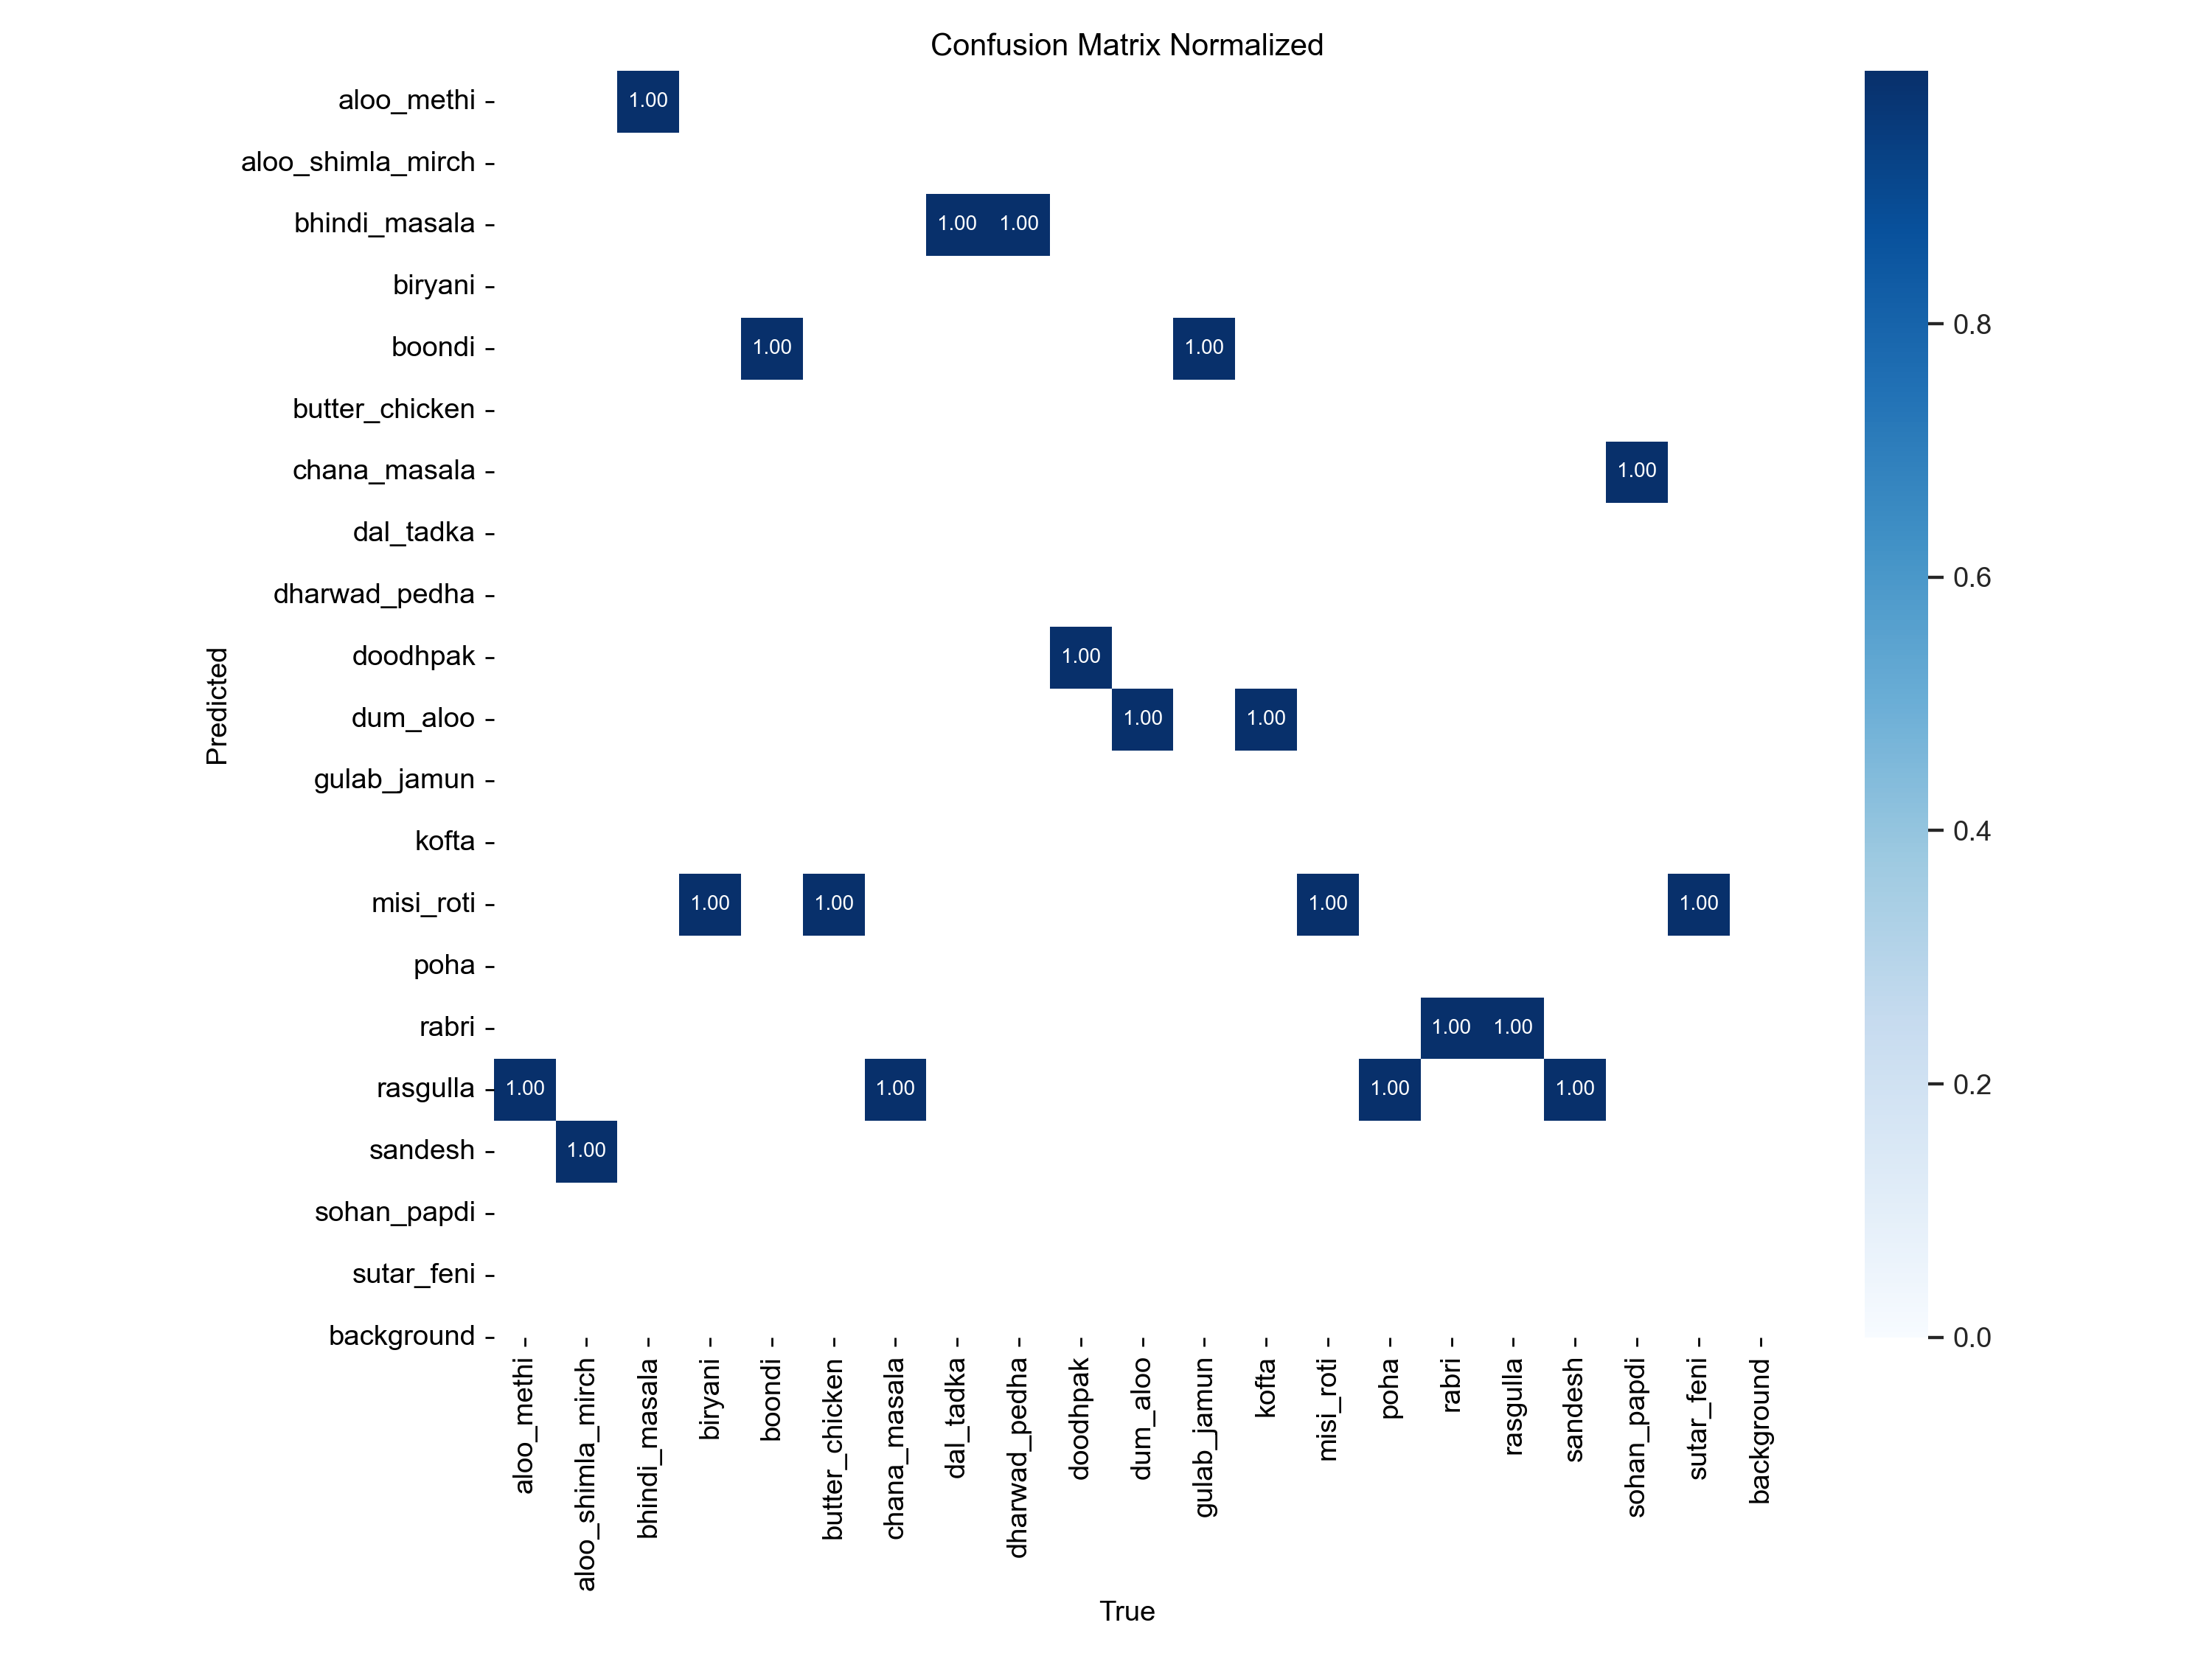 Confusion Matrix Normalized
aloo_methi 1.00
aloo_shimla_mirch
bhindi_masala 1.00 1.00
biryani
boondi 1.00 1.00
0.8
butter_chicken
chana_masala 1.00
dal_tadka
0.6
dharwad_pedha
doodhpak 1.00
Predicted
dum_aloo 1.00 1.00
gulab_jamun
0.4
kofta
misi_roti 1.00 1.00 1.00 1.00
poha
rabri 1.00 1.00
0.2
rasgulla 1.00 1.00 1.00 1.00
sandesh 1.00
sohan_papdi
sutar_feni
background
0.0
aloo_methi
aloo_shimla_mirch
bhindi_masala
biryani
boondi
butter_chicken
chana_masala
dal_tadka
dharwad_pedha
doodhpak
dum_aloo
gulab_jamun
kofta
misi_roti
poha
rabri
rasgulla
sandesh
sohan_papdi
sutar_feni
background
True